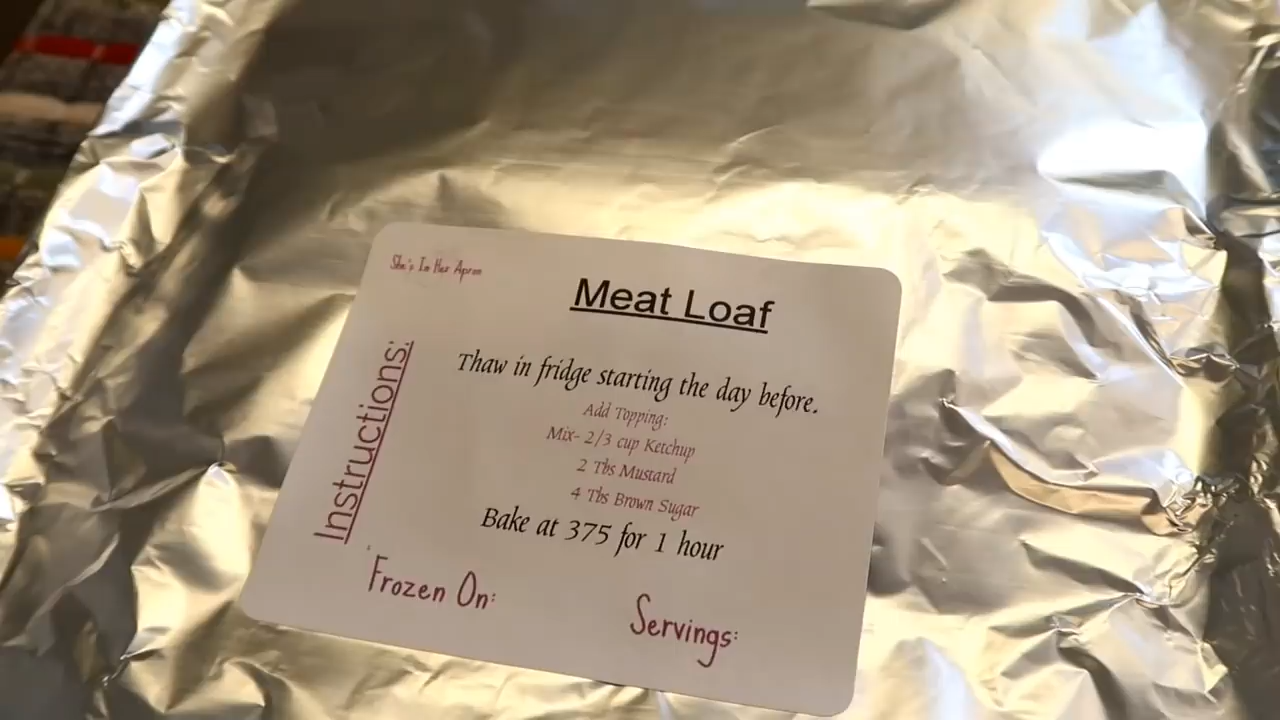 She's In Her Apron
Meat Loaf
Instructions:
Thaw in fridge starting the day before.
Add Topping:
Mix- 2/3 cup Ketchup
2 Tbs Mustard
4 Tbs Brown Sugar
Bake at 375 for 1 hour
Frozen On:
Servings: